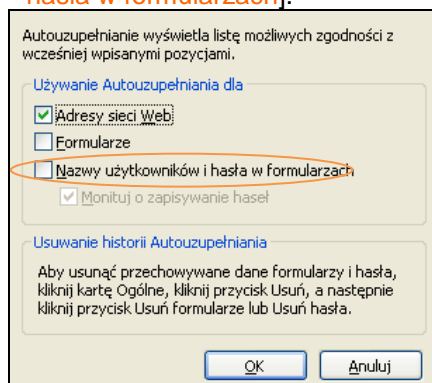 hasła w formularzach].
Autouzupełnianie wyświetla listę możliwych zgodności z
wcześniej wpisanymi pozycjami.
Używanie Autouzupełniania dla
Adresy sieci Web
Formularze
Nazwy użytkowników i hasła w formularzach
Monituj o zapisywanie haseł
Usuwanie historii Autouzupełniania
Aby usunąć przechowywane dane formularzy i hasła,
kliknij kartę Ogólne, kliknij przycisk Usuń, a następnie
kliknij przycisk Usuń formularze lub Usuń hasła.
OK Anuluj